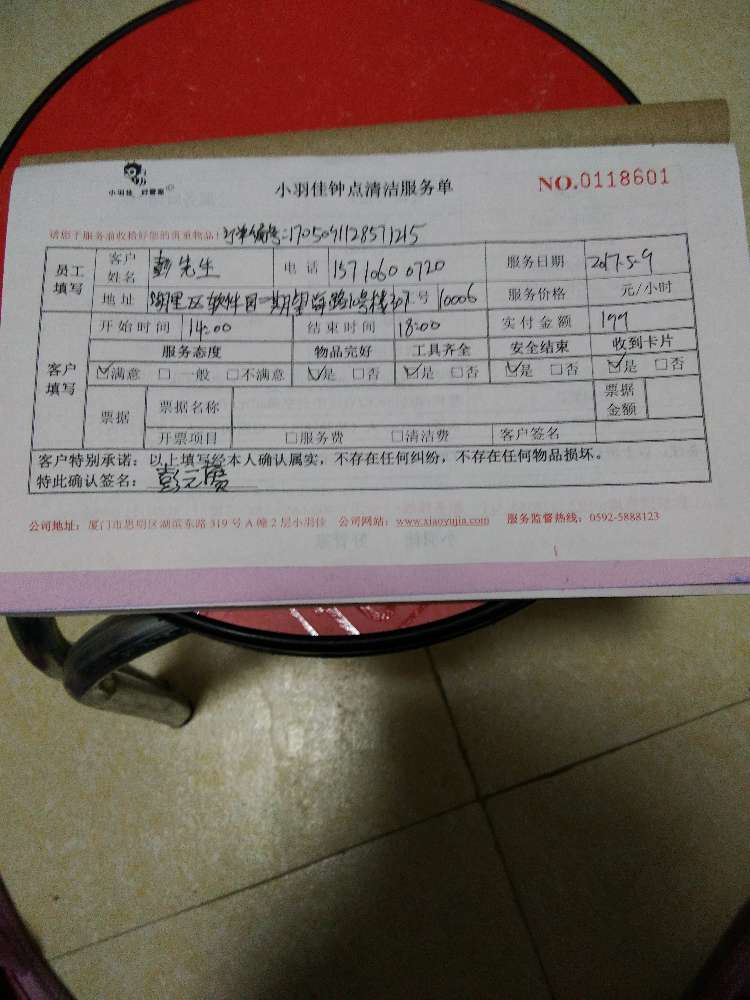 小羽佳 好管家
小羽佳钟点清洁服务单
NO.0118601
请您于服务前收拾好您的贵重物品! 订单编号:1705091128571215
员工填写 客户姓名 彭先生 电话 15710600720 服务日期 2017.5.9
地址 湖里区软件园一期望海路 号楼 号 10006 服务价格 元/小时
客户填写 开始时间 14:00 结束时间 18:00 实付金额 199
服务态度 物品完好 工具齐全 安全结束 收到卡片
☑满意 □一般 □不满意 ☑是 □否 ☑是 □否 ☑是 □否 ☑是 □否
票据 票据名称 票据金额
开票项目 □服务费 □清洁费 客户签名
客户特别承诺:以上填写经本人确认属实,不存在任何纠纷,不存在任何物品损坏。
特此确认签名: 彭元广
公司地址:厦门市思明区湖滨东路 319 号 A 幢 2 层小羽佳 公司网站:www.xiaoyujia.com 服务监督热线:0592-5888123